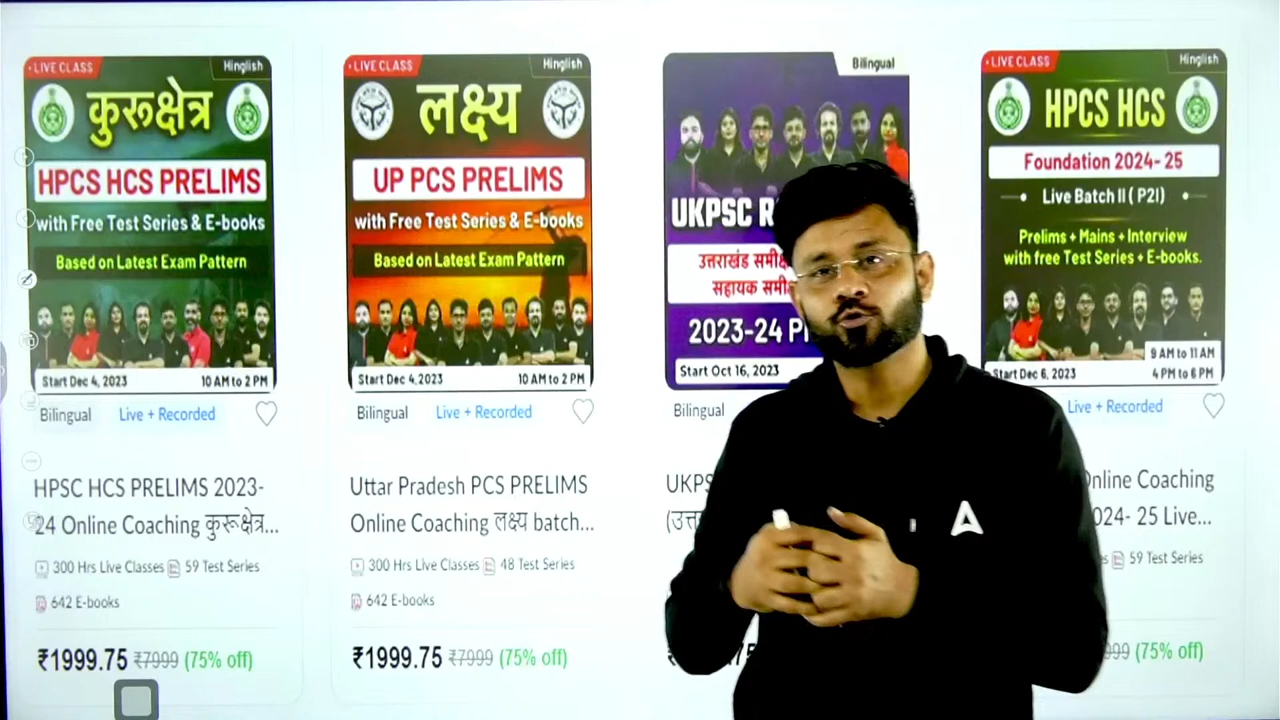 • LIVE CLASS
Hinglish
कुरूक्षेत्र
HPCS HCS PRELIMS
with Free Test Series & E-books
Based on Latest Exam Pattern
Start Dec 4, 2023
10 AM to 2 PM
Bilingual
Live + Recorded
HPSC HCS PRELIMS 2023-
24 Online Coaching कुरूक्षेत्र...
300 Hrs Live Classes
59 Test Series
642 E-books
₹1999.75 ₹7999 (75% off)
• LIVE CLASS
Hinglish
लक्ष्य
UP PCS PRELIMS
with Free Test Series & E-books
Based on Latest Exam Pattern
Start Dec 4, 2023
10 AM to 2 PM
Bilingual
Live + Recorded
Uttar Pradesh PCS PRELIMS
Online Coaching लक्ष्य batch...
300 Hrs Live Classes
48 Test Series
642 E-books
₹1999.75 ₹7999 (75% off)
Bilingual
UKPSC
उत्तराखंड
सहायक
2023-24
Start Oct 16, 2023
Bilingual
• LIVE CLASS
Hinglish
HPCS HCS
Foundation 2024- 25
Live Batch II ( P2I)
Prelims + Mains + Interview
with free Test Series + E-books.
9 AM to 11 AM
Start Dec 6, 2023
4 PM to 6 PM
Live + Recorded
Online Coaching
24- 25 Live...
59 Test Series
(75% off)